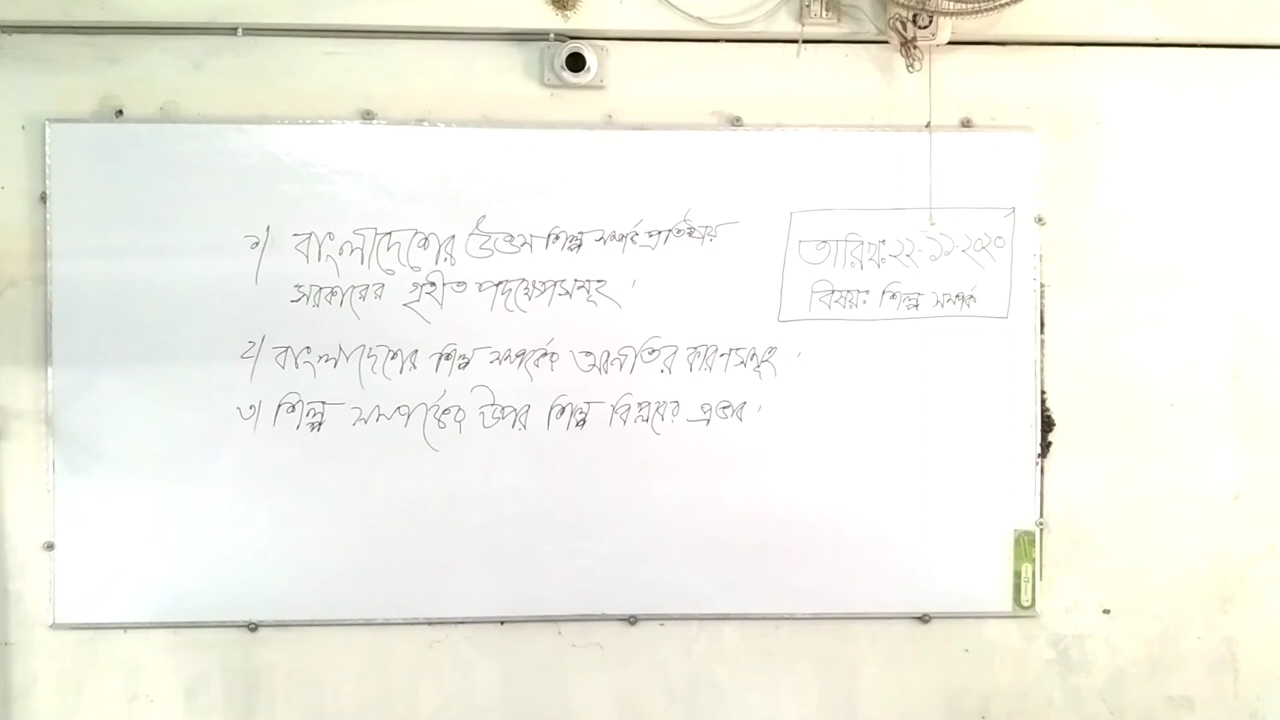 ১) বাংলাদেশের উত্তম শিল্প সম্পর্ক প্রতিষ্ঠায়
সরকারের গৃহীত পদক্ষেপসমূহ।
২) বাংলাদেশের শিল্প সম্পর্কের অবনতির কারণসমূহ।
৩) শিল্প সম্পর্কের উপর শিল্প বিপ্লবের প্রভাব।
তারিখঃ ২২-১১-২০২০
বিষয়ঃ শিল্প সম্পর্ক